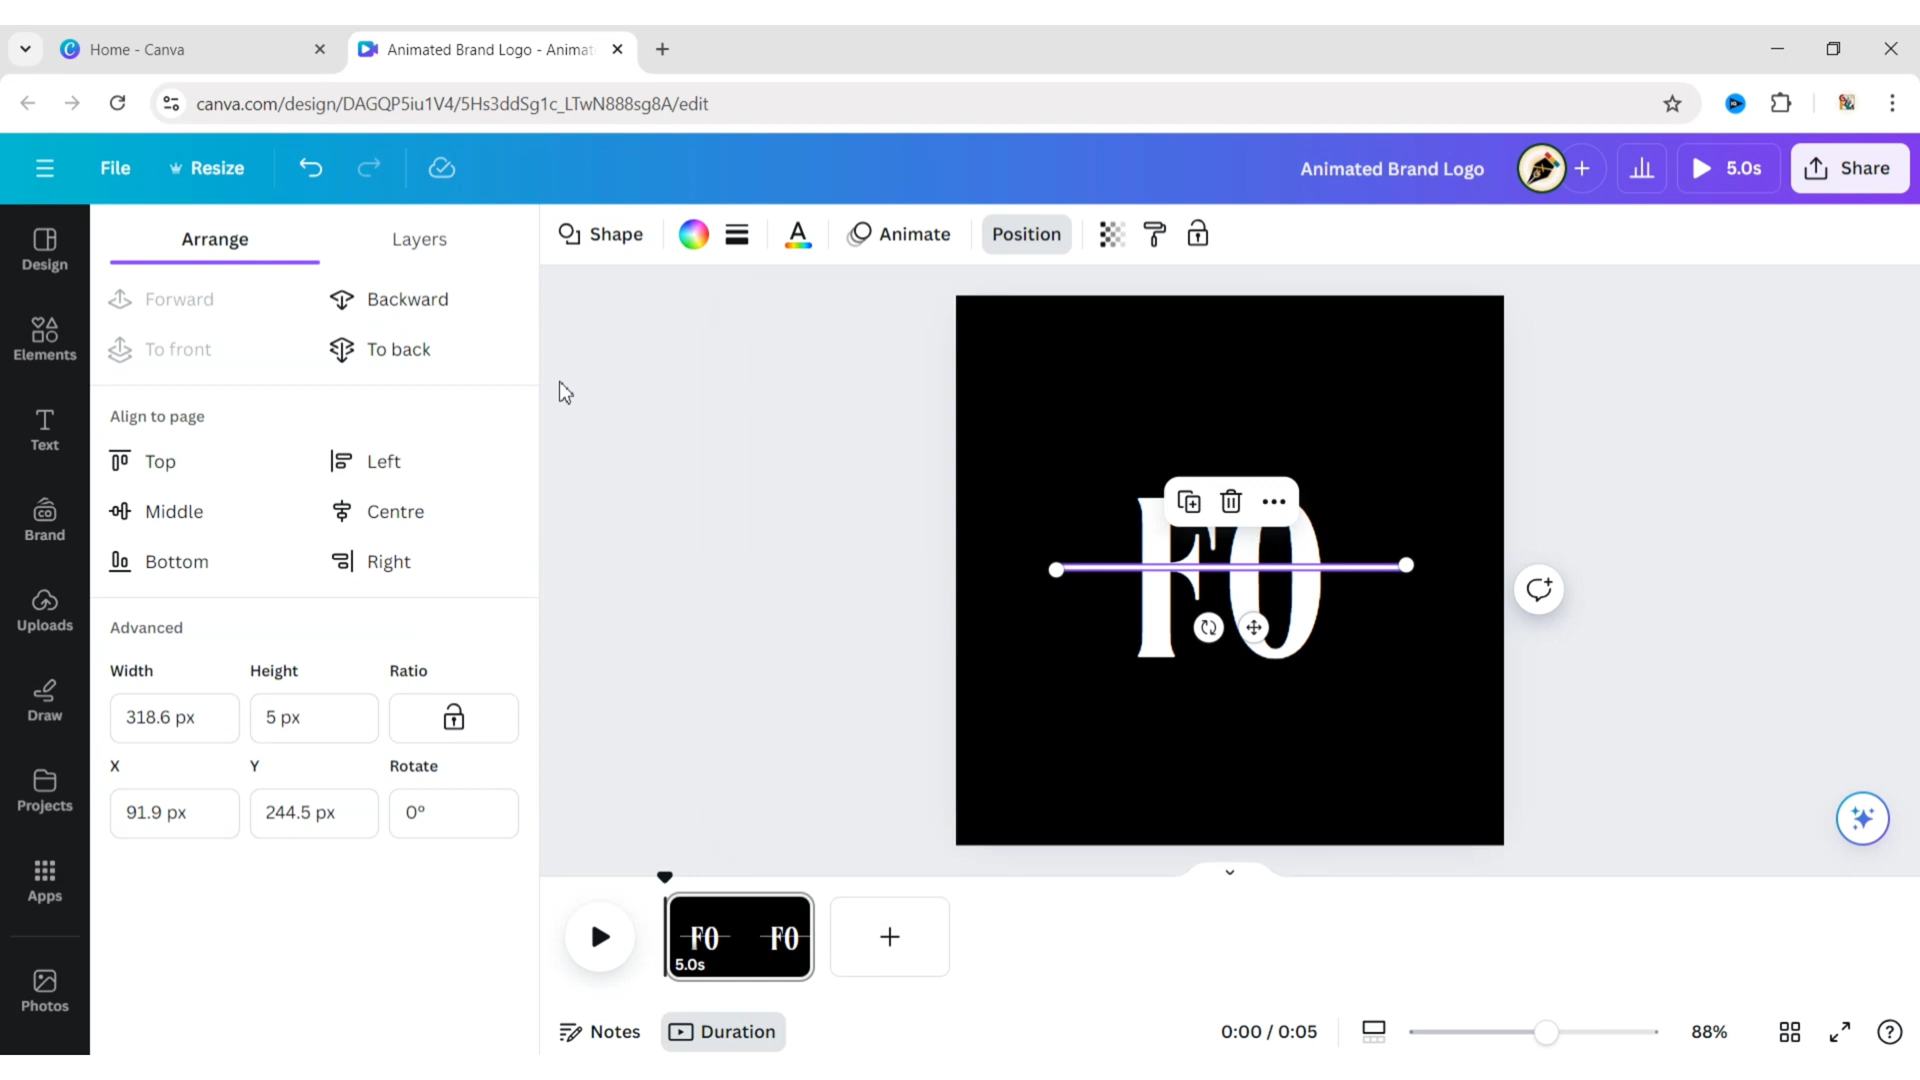 Home - Canva
Animated Brand Logo - Animat
canva.com/design/DAGQP5iu1V4/5Hs3ddSg1c_LTwN888sg8A/edit
File
Resize
Animated Brand Logo
5.0s
Share
Design
Elements
Text
Brand
Uploads
Draw
Projects
Apps
Photos
Arrange
Layers
Forward
Backward
To front
To back
Align to page
Top
Left
Middle
Centre
Bottom
Right
Advanced
Width
Height
Ratio
318.6 px
5 px
X
Y
Rotate
91.9 px
244.5 px
0°
Shape
Animate
Position
FO
FO
FO
5.0s
Notes
Duration
0:00 / 0:05
88%